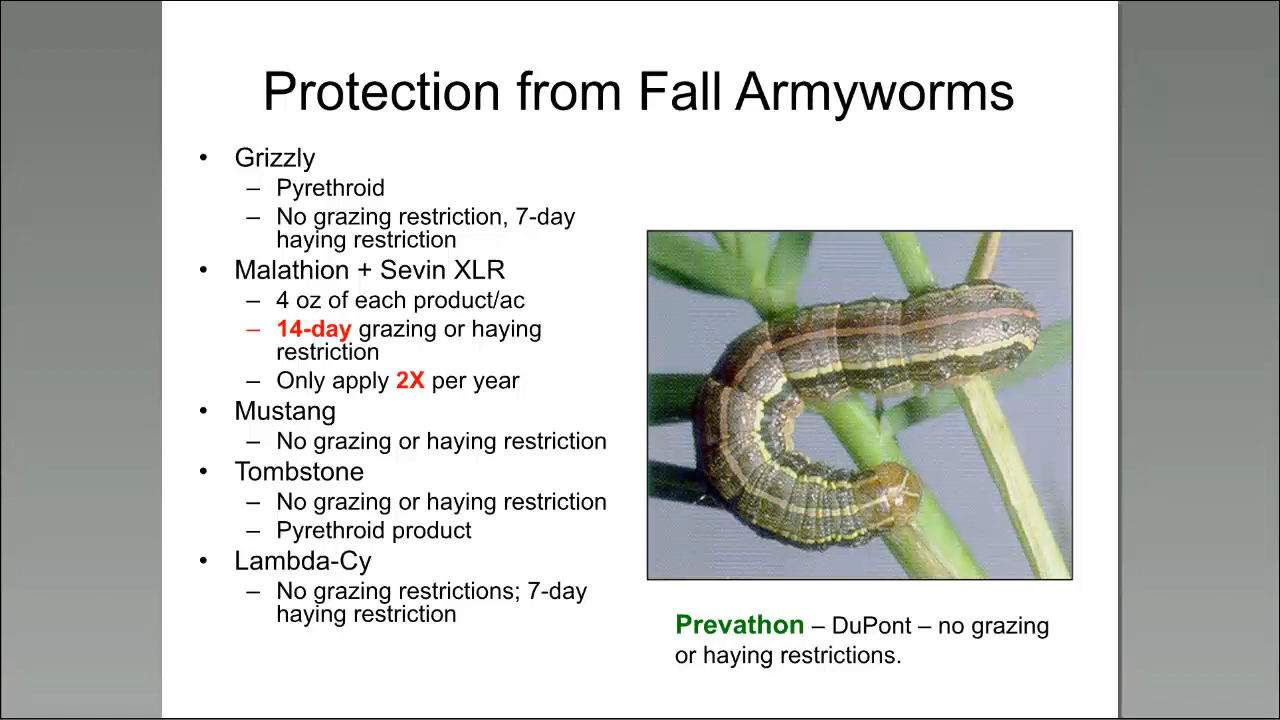 Protection from Fall Armyworms
• Grizzly
– Pyrethroid
– No grazing restriction, 7-day
haying restriction
• Malathion + Sevin XLR
– 4 oz of each product/ac
– 14-day grazing or haying
restriction
– Only apply 2X per year
• Mustang
– No grazing or haying restriction
• Tombstone
– No grazing or haying restriction
– Pyrethroid product
• Lambda-Cy
– No grazing restrictions; 7-day
haying restriction
Prevathon – DuPont – no grazing
or haying restrictions.